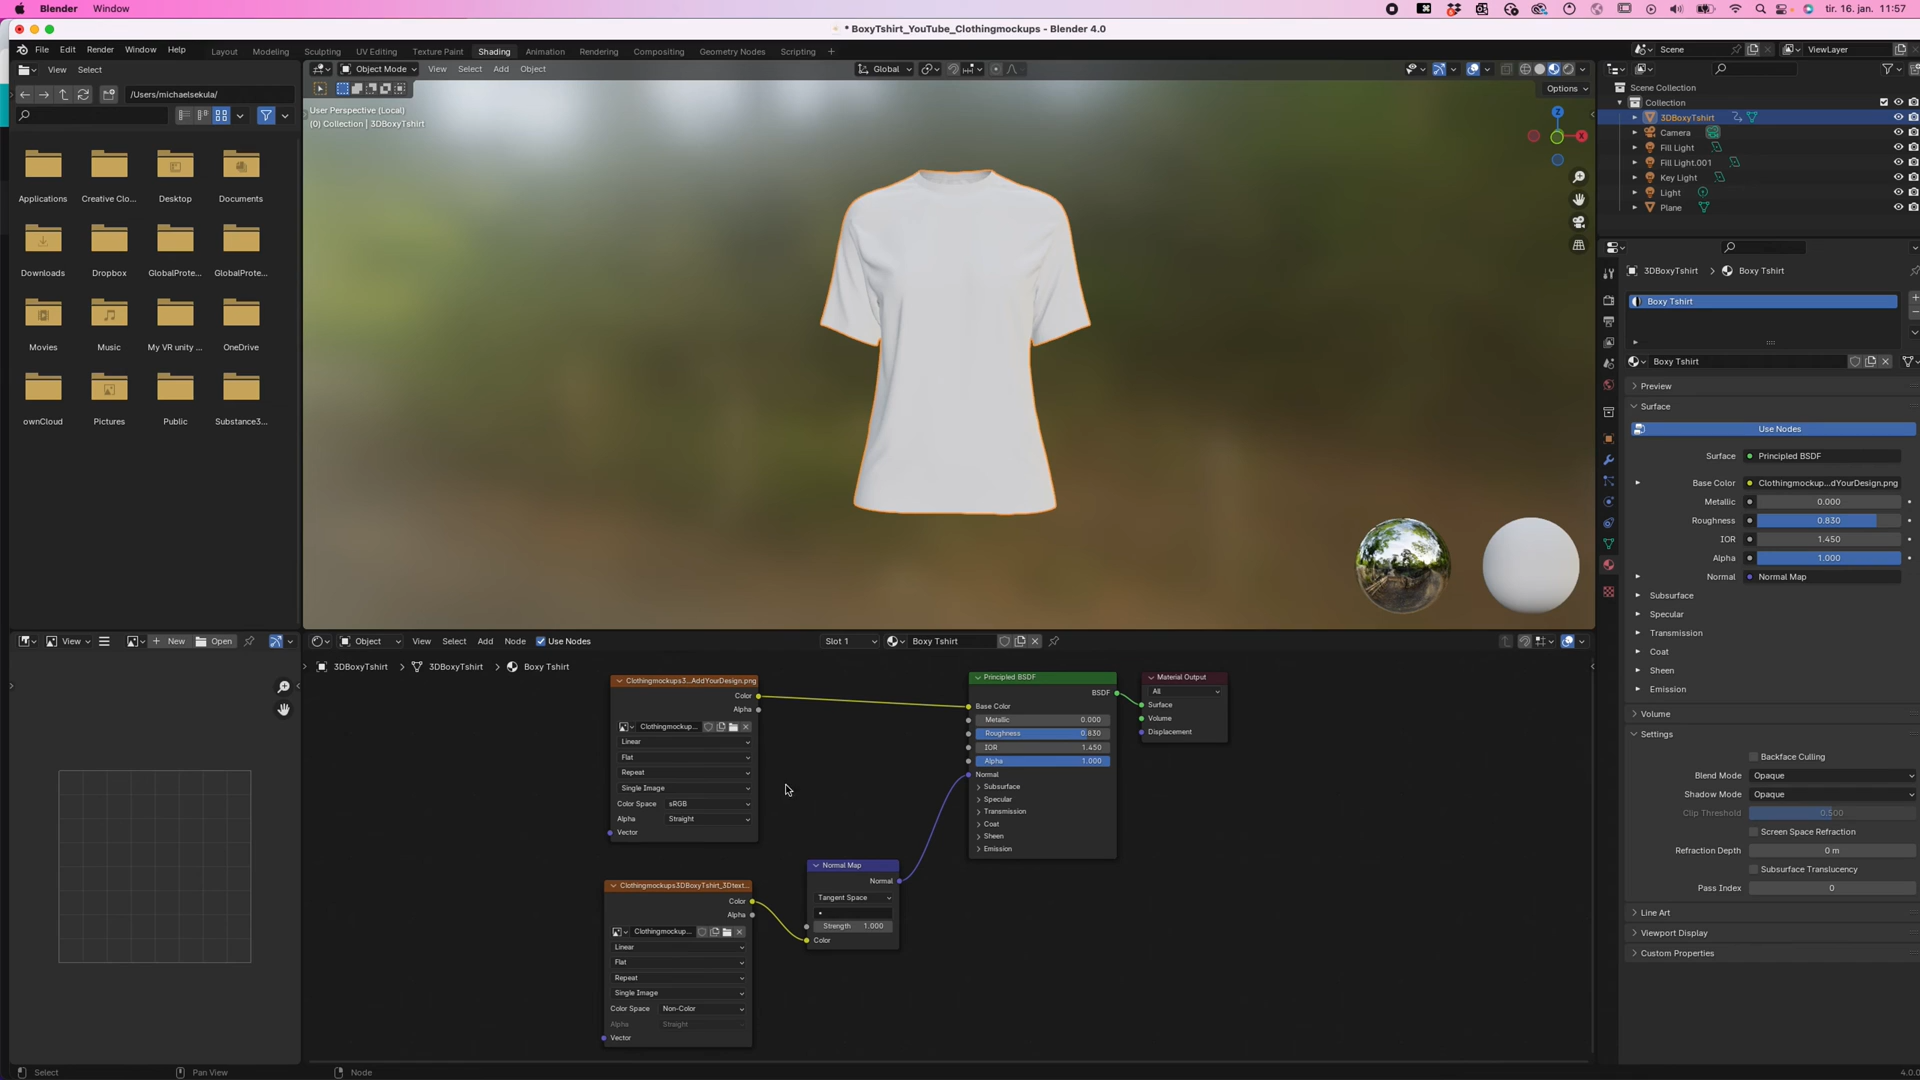 Blender Window tir. 16. jan. 11:57
* BoxyTshirt_YouTube_Clothingmockups - Blender 4.0
File Edit Render Window Help Layout Modeling Sculpting UV Editing Texture Paint Shading Animation Rendering Compositing Geometry Nodes Scripting + Scene ViewLayer
View Select
Object Mode View Select Add Object Global
/Users/michaelsekula/
Options
User Perspective (Local)
(0) Collection | 3DBoxyTshirt
Z
X
Applications Creative Clo... Desktop Documents
Downloads Dropbox GlobalProte... GlobalProte...
Movies Music My VR unity ... OneDrive
ownCloud Pictures Public Substance3...
Scene Collection
Collection
3DBoxyTshirt
Camera
Fill Light
Fill Light.001
Key Light
Light
Plane
3DBoxyTshirt > Boxy Tshirt
Boxy Tshirt
Boxy Tshirt
Preview
Surface
Use Nodes
Surface Principled BSDF
Base Color Clothingmockup...dYourDesign.png
Metallic 0.000
Roughness 0.830
IOR 1.450
Alpha 1.000
Normal Normal Map
Subsurface
Specular
Transmission
Coat
Sheen
Emission
Volume
Settings
Backface Culling
Blend Mode Opaque
Shadow Mode Opaque
Clip Threshold 0.500
Screen Space Refraction
Refraction Depth 0 m
Subsurface Translucency
Pass Index 0
Line Art
Viewport Display
Custom Properties
View New Open
Object View Select Add Node Use Nodes Slot 1 Boxy Tshirt
3DBoxyTshirt > 3DBoxyTshirt > Boxy Tshirt
Clothingmockups3...AddYourDesign.png
Color
Alpha
Clothingmockup...
Linear
Flat
Repeat
Single Image
Color Space sRGB
Alpha Straight
Vector
Clothingmockups3DBoxyTshirt_3Dtext...
Color
Alpha
Clothingmockup...
Linear
Flat
Repeat
Single Image
Color Space Non-Color
Alpha Straight
Vector
Normal Map
Normal
Tangent Space
Strength 1.000
Color
Principled BSDF
BSDF
Base Color
Metallic 0.000
Roughness 0.830
IOR 1.450
Alpha 1.000
Normal
Subsurface
Specular
Transmission
Coat
Sheen
Emission
Material Output
All
Surface
Volume
Displacement
Select Pan View Node 4.0.0